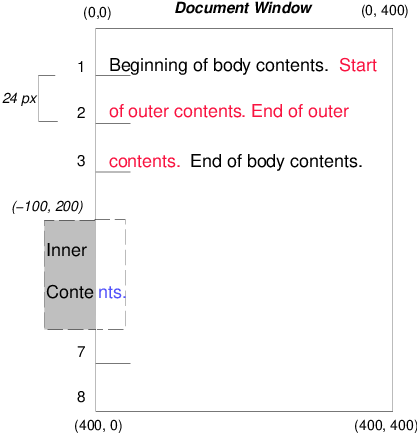 Document Window
(0,0) (0, 400)
1 Beginning of body contents. Start
24 px
2 of outer contents. End of outer
3 contents. End of body contents.
(−100, 200)
Inner
Contents.
7
8
(400, 0) (400, 400)